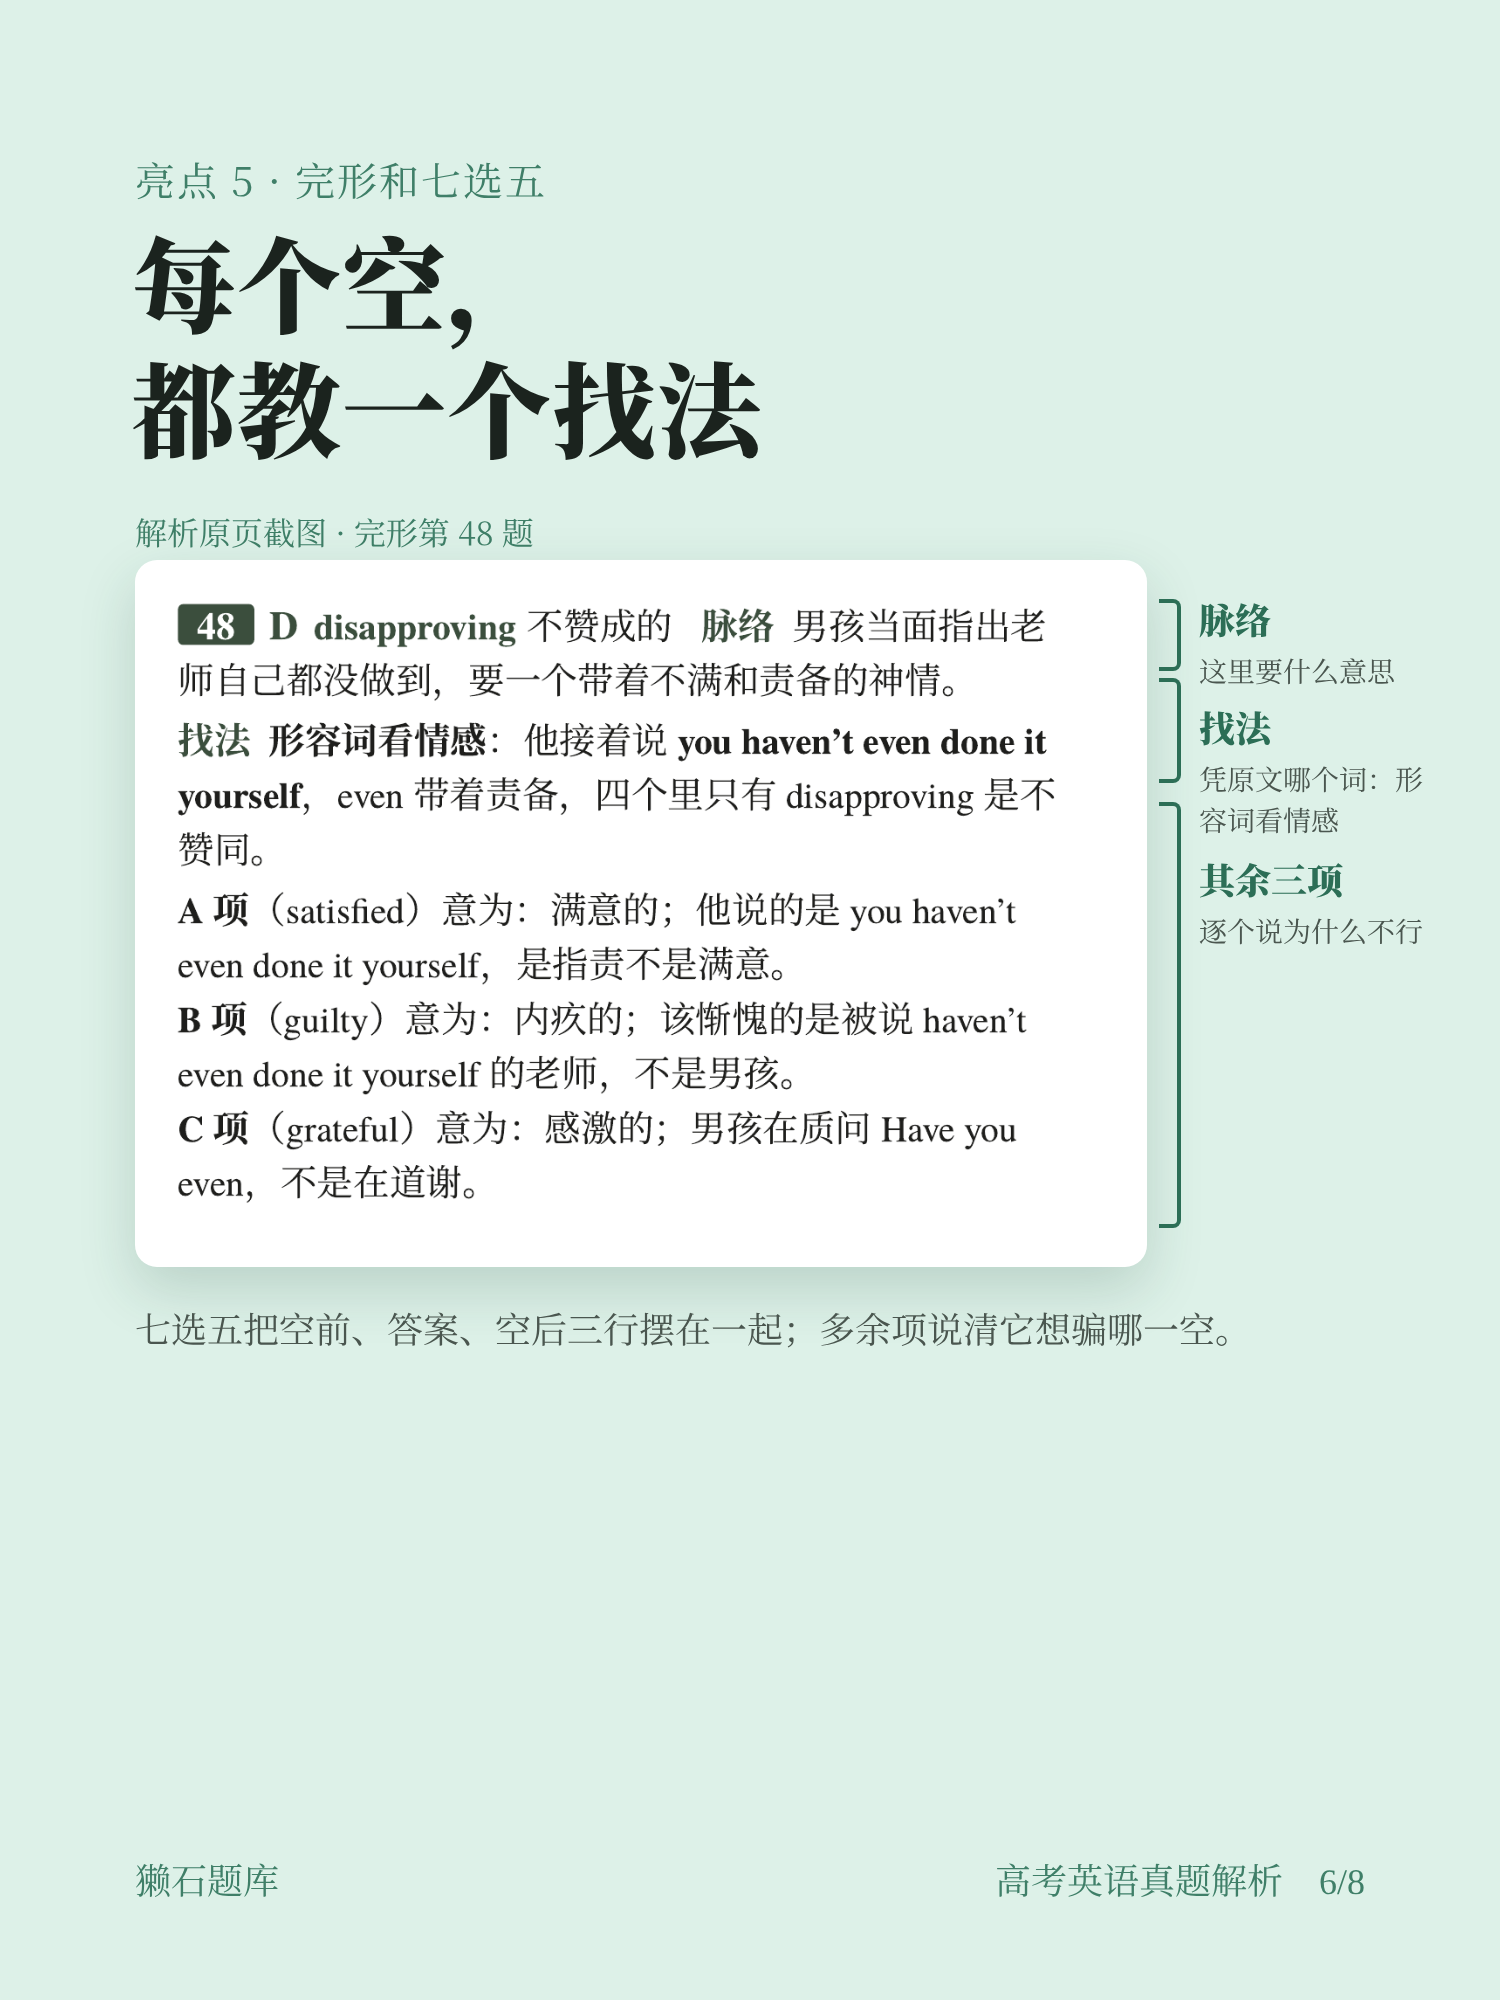 亮点 5 · 完形和七选五
每个空，
都教一个找法
解析原页截图 · 完形第 48 题
48 D disapproving 不赞成的 脉络 男孩当面指出老
师自己都没做到，要一个带着不满和责备的神情。
找法 形容词看情感：他接着说 you haven’t even done it
yourself，even 带着责备，四个里只有 disapproving 是不
赞同。
A 项（satisfied）意为：满意的；他说的是 you haven’t
even done it yourself，是指责不是满意。
B 项（guilty）意为：内疚的；该惭愧的是被说 haven’t
even done it yourself 的老师，不是男孩。
C 项（grateful）意为：感激的；男孩在质问 Have you
even，不是在道谢。
脉络
这里要什么意思
找法
凭原文哪个词：形
容词看情感
其余三项
逐个说为什么不行
七选五把空前、答案、空后三行摆在一起；多余项说清它想骗哪一空。
獭石题库
高考英语真题解析 6/8